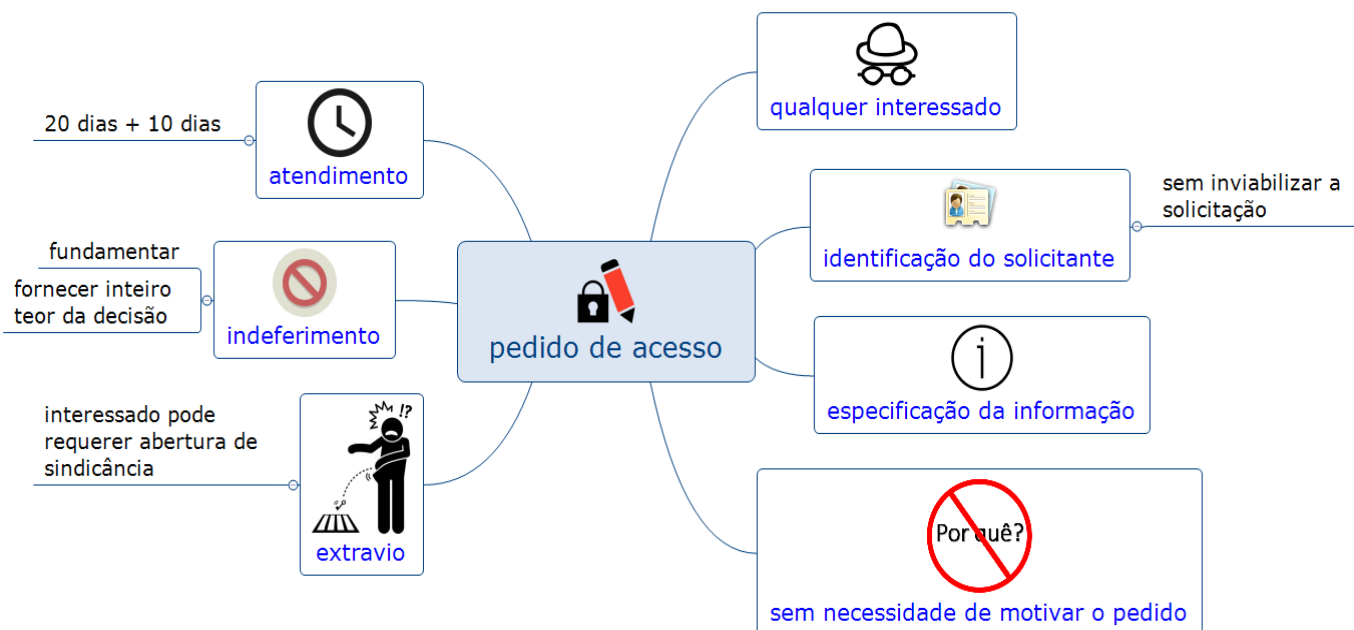 pedido de acesso
qualquer interessado
identificação do solicitante
sem inviabilizar a
solicitação
i
especificação da informação
Por quê?
sem necessidade de motivar o pedido
20 dias + 10 dias
atendimento
fundamentar
fornecer inteiro
teor da decisão
indeferimento
interessado pode
requerer abertura de
sindicância
!?
extravio